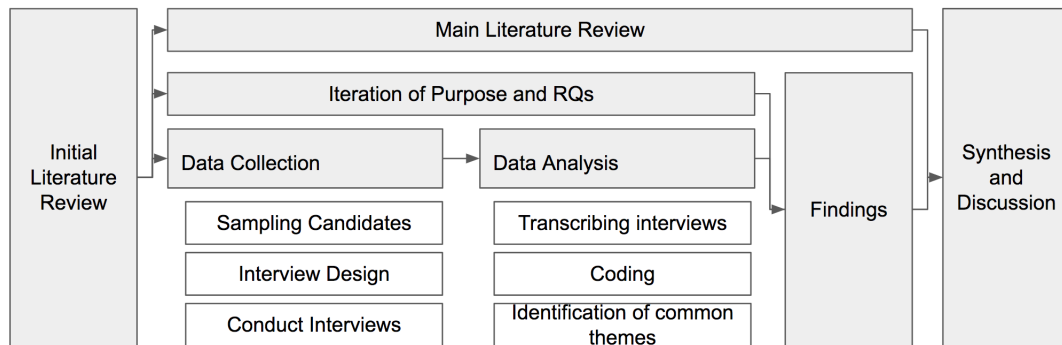 Initial
Literature
Review
Main Literature Review
Iteration of Purpose and RQs
Data Collection
Sampling Candidates
Interview Design
Conduct Interviews
Data Analysis
Transcribing interviews
Coding
Identification of common
themes
Findings
Synthesis
and
Discussion